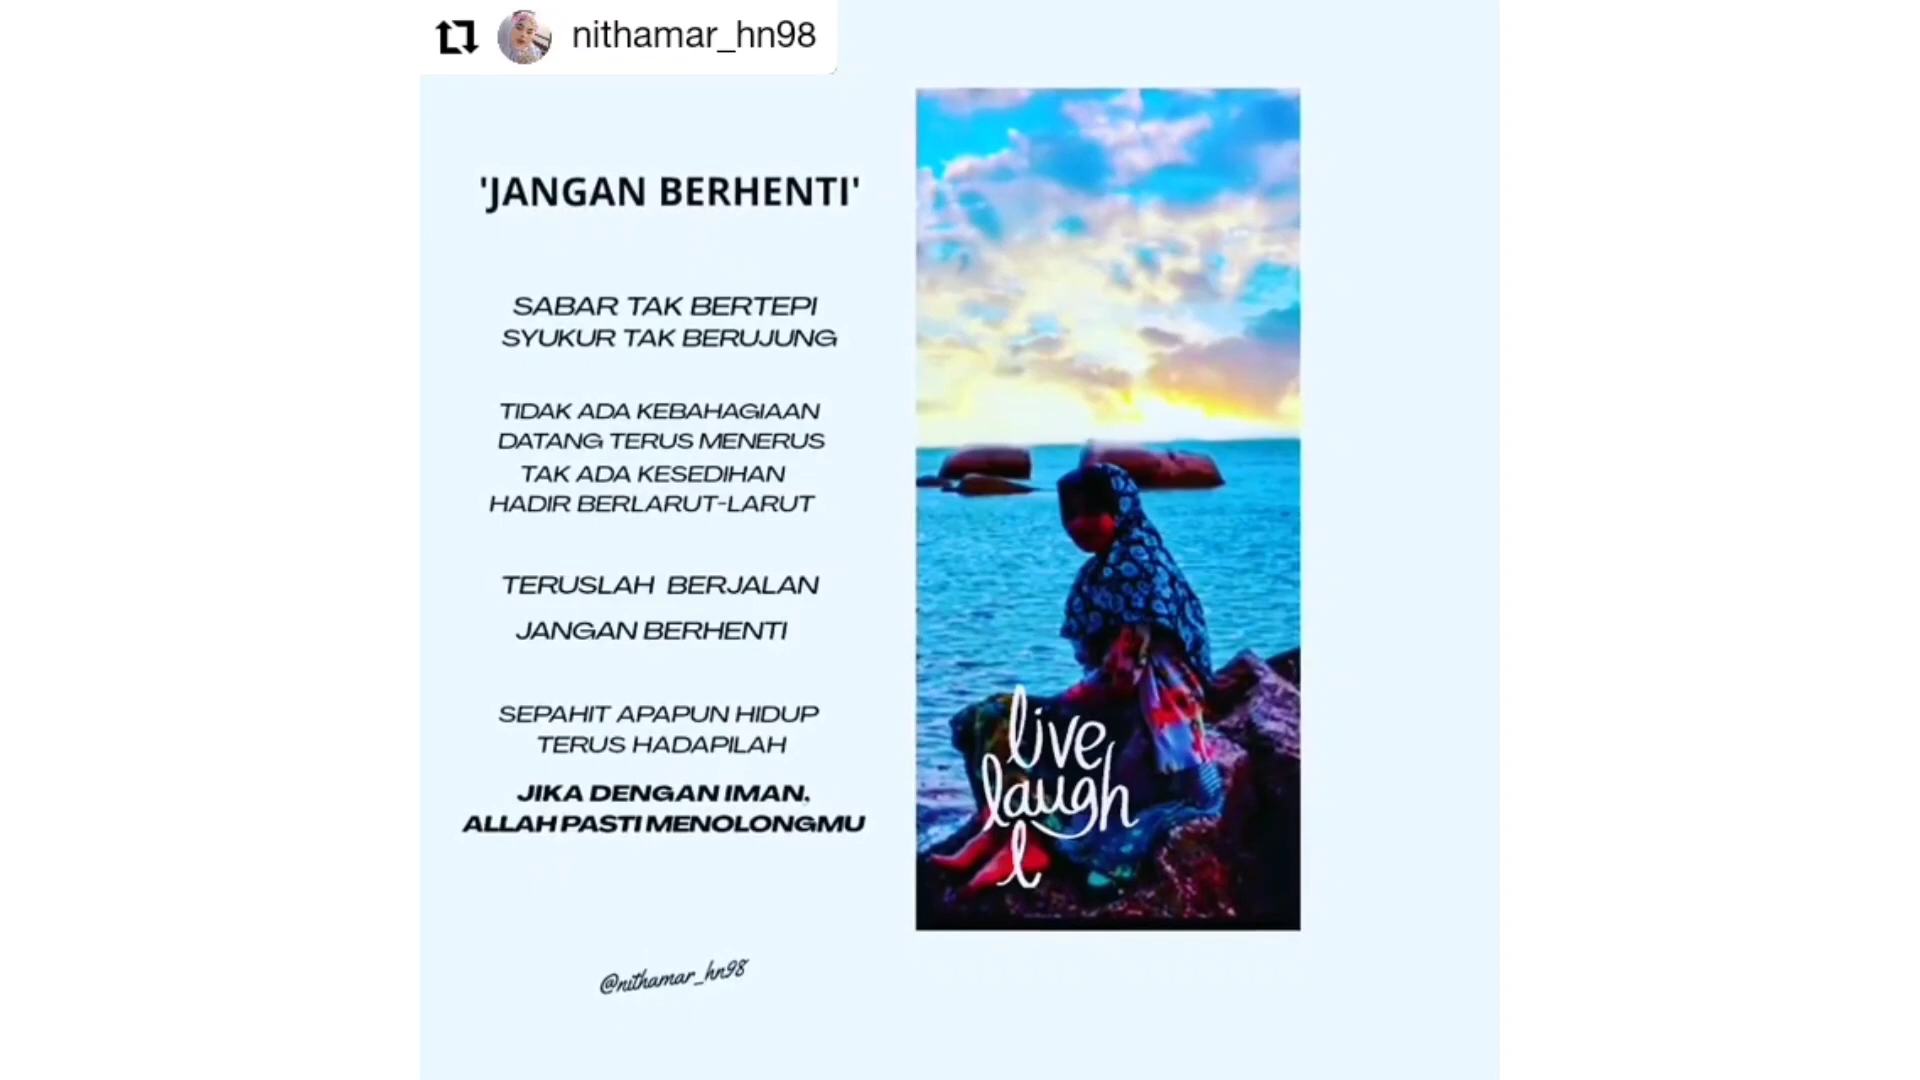 nithamar_hn98
'JANGAN BERHENTI'
SABAR TAK BERTEPI
SYUKUR TAK BERUJUNG
TIDAK ADA KEBAHAGIAAN
DATANG TERUS MENERUS
TAK ADA KESEDIHAN
HADIR BERLARUT-LARUT
TERUSLAH BERJALAN
JANGAN BERHENTI
SEPAHIT APAPUN HIDUP
TERUS HADAPILAH
JIKA DENGAN IMAN,
ALLAH PASTI MENOLONGMU
@nithamar_hn98
live
laugh
l